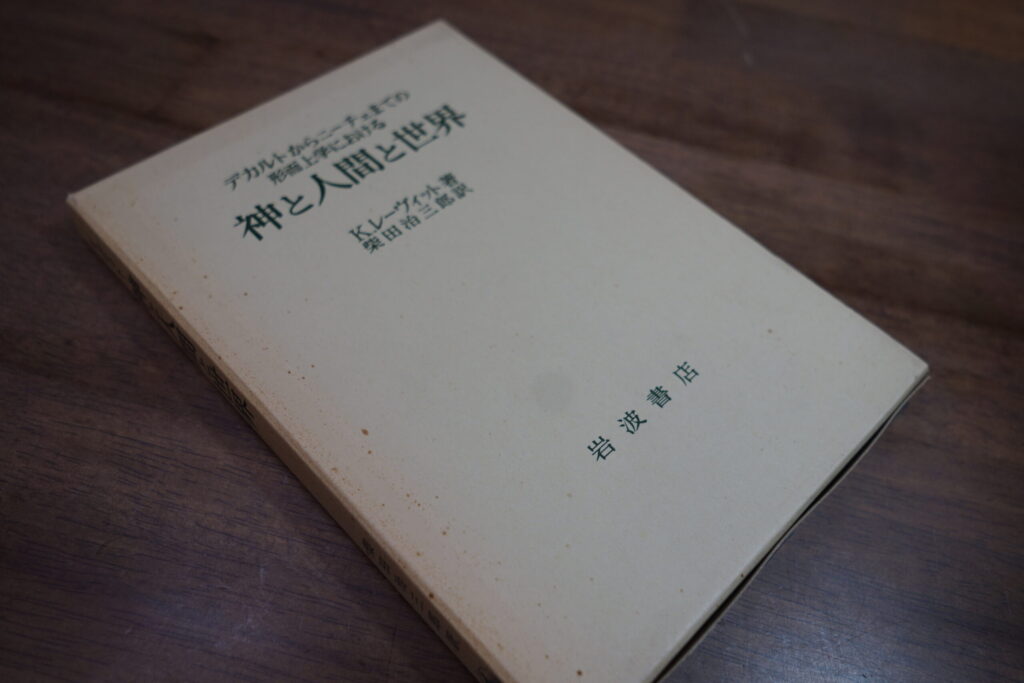 デカルトからニーチェまでの
形而上学における
神と人間と世界
K.レーヴィット著
柴田治三郎訳
岩波書店